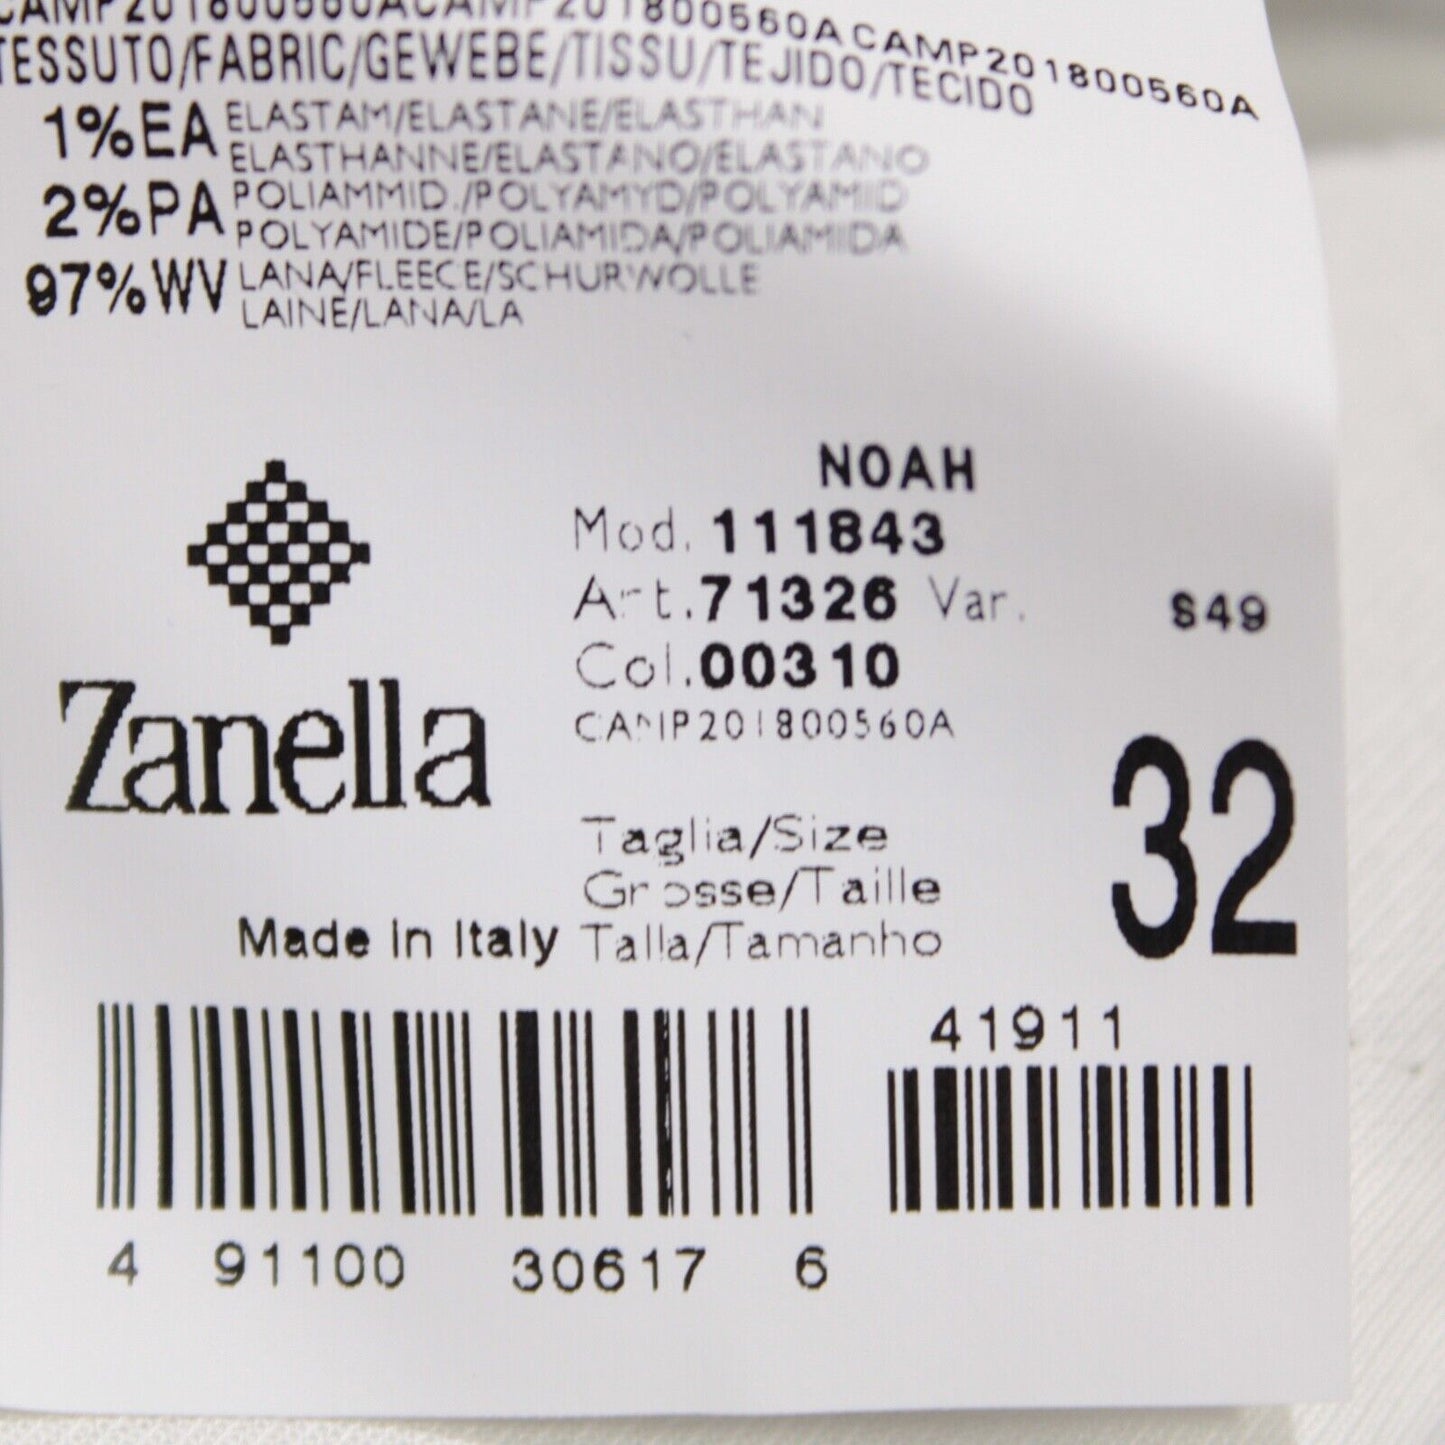 CAMP201800560ACAMP201800560ACAMP201800560A
TESSUTO/FABRIC/GEWEBE/TISSU/TEJIDO/TECIDO
1%EA ELASTAM/ELASTANE/ELASTHAN
ELASTHANNE/ELASTANO/ELASTANO
2%PA POLIAMMID./POLYAMYD/POLYAMID
POLYAMIDE/POLIAMIDA/POLIAMIDA
97%WV LANA/FLEECE/SCHURWOLLE
LAINE/LANA/LA
NOAH
Mod. 111843
Art.71326 Var. S49
Col.00310
CAMP201800560A
Zanella
32
Taglia/Size
Grosse/Taille
Made in Italy Talla/Tamanho
41911
4 91100 30617 6